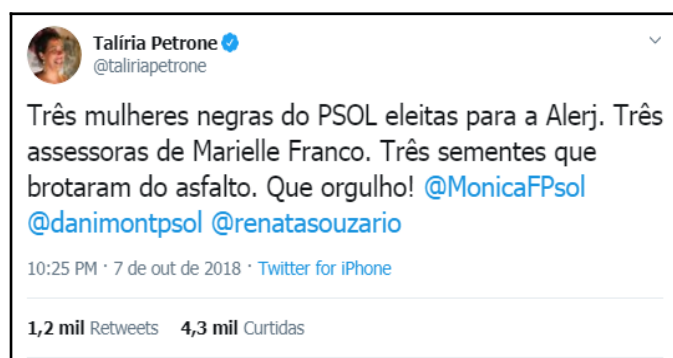 Talíria Petrone
@taliriapetrone
Três mulheres negras do PSOL eleitas para a Alerj. Três
assessoras de Marielle Franco. Três sementes que
brotaram do asfalto. Que orgulho! @MonicaFPsol
@danimontpsol @renatasouzario
10:25 PM · 7 de out de 2018 · Twitter for iPhone
1,2 mil Retweets 4,3 mil Curtidas